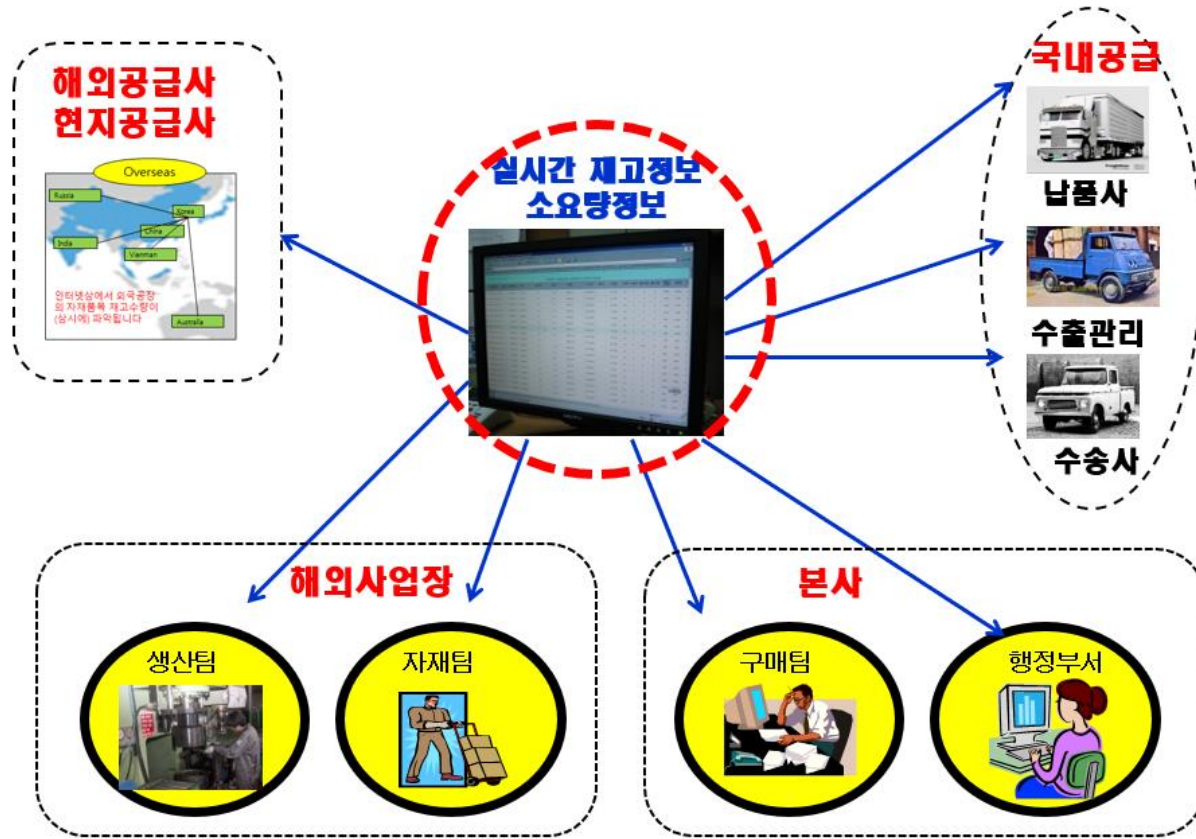 해외공급사
현지공급사
Overseas
Russia
Korea
China
India
Vienman
인터넷상에서 외국공장
의 자재품목 재고수량이
(상시에) 파악됩니다
Australia
실시간 재고정보
소요량정보
국내공급
납품사
수출관리
수송사
해외사업장
생산팀
자재팀
본사
구매팀
행정부서